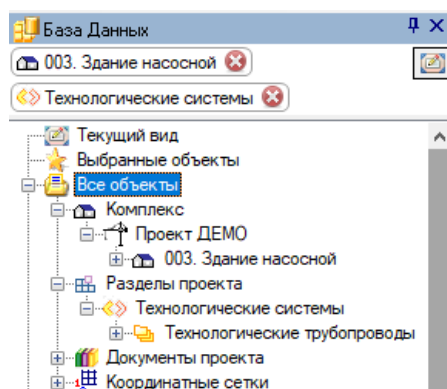 База Данных
003. Здание насосной
Технологические системы
Текущий вид
Выбранные объекты
Все объекты
Комплекс
Проект ДЕМО
003. Здание насосной
Разделы проекта
Технологические системы
Технологические трубопроводы
Документы проекта
Координатные сетки